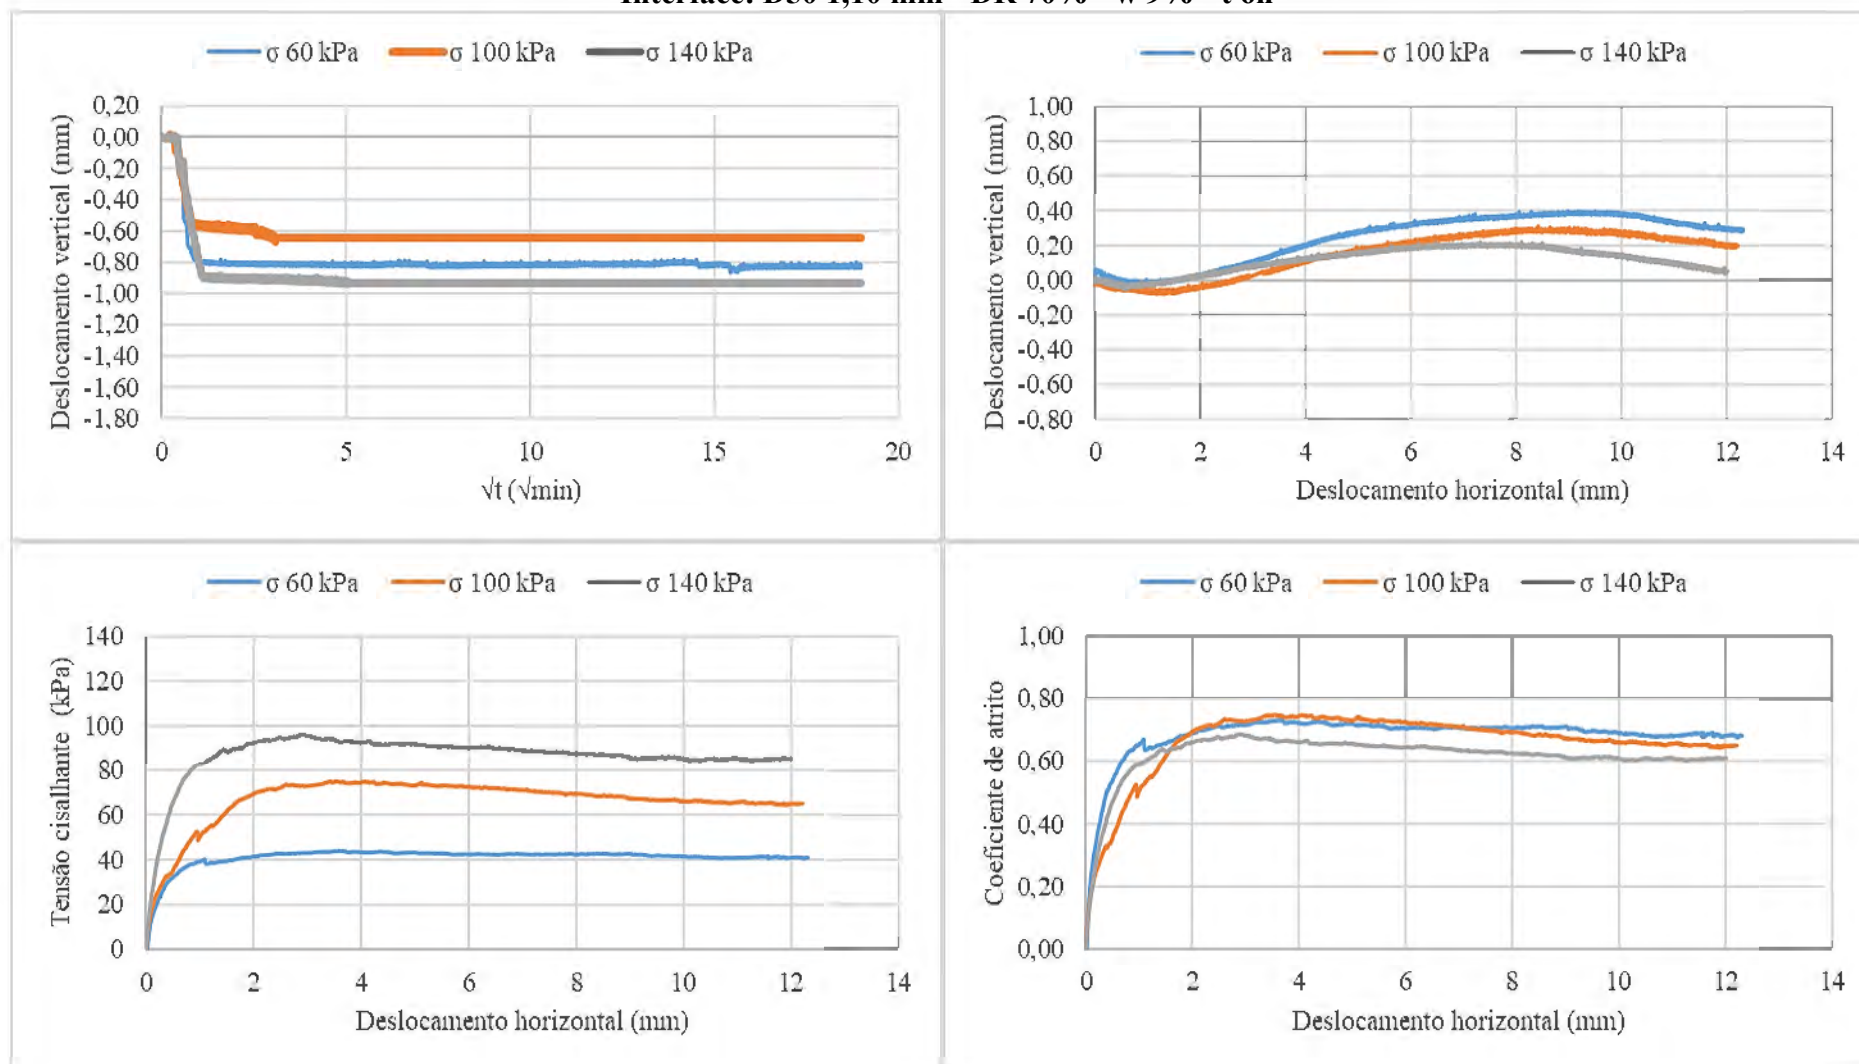 σ 60 kPa σ 100 kPa σ 140 kPa
Deslocamento vertical (mm)
0,20
0,00
-0,20
-0,40
-0,60
-0,80
-1,00
-1,20
-1,40
-1,60
-1,80
0 5 10 15 20
√t (√min)
σ 60 kPa σ 100 kPa σ 140 kPa
Deslocamento vertical (mm)
1,00
0,80
0,60
0,40
0,20
0,00
-0,20
-0,40
-0,60
-0,80
0 2 4 6 8 10 12 14
Deslocamento horizontal (mm)
σ 60 kPa σ 100 kPa σ 140 kPa
Tensão cisalhante (kPa)
140
120
100
80
60
40
20
0
0 2 4 6 8 10 12 14
Deslocamento horizontal (mm)
σ 60 kPa σ 100 kPa σ 140 kPa
Coeficiente de atrito
1,00
0,80
0,60
0,40
0,20
0,00
0 2 4 6 8 10 12 14
Deslocamento horizontal (mm)